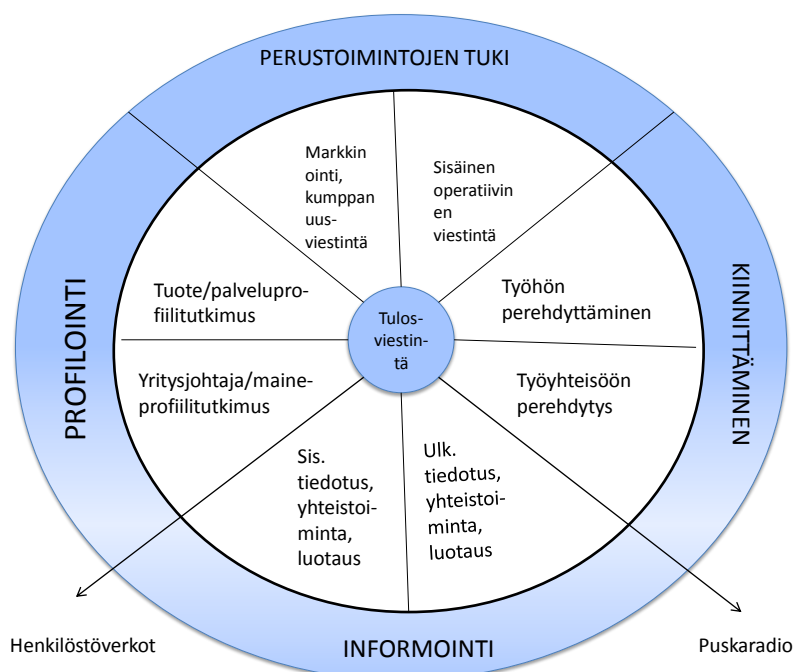 PERUSTOIMINTOJEN TUKI
Markkin
ointi,
kumppan
uus-
viestintä
Sisäinen
operatiivin
en
viestintä
PROFILOINTI
KIINNITTÄMINEN
Tuote/palvelupro-
fiilitutkimus
Työhön
perehdyttäminen
Tulos-
viestin-
tä
Yritysjohtaja/maine-
profiilitutkimus
Työyhteisöön
perehdytys
Sis.
tiedotus,
yhteistoi-
minta,
luotaus
Ulk.
tiedotus,
yhteistoi-
minta,
luotaus
Henkilöstöverkot
INFORMOINTI
Puskaradio